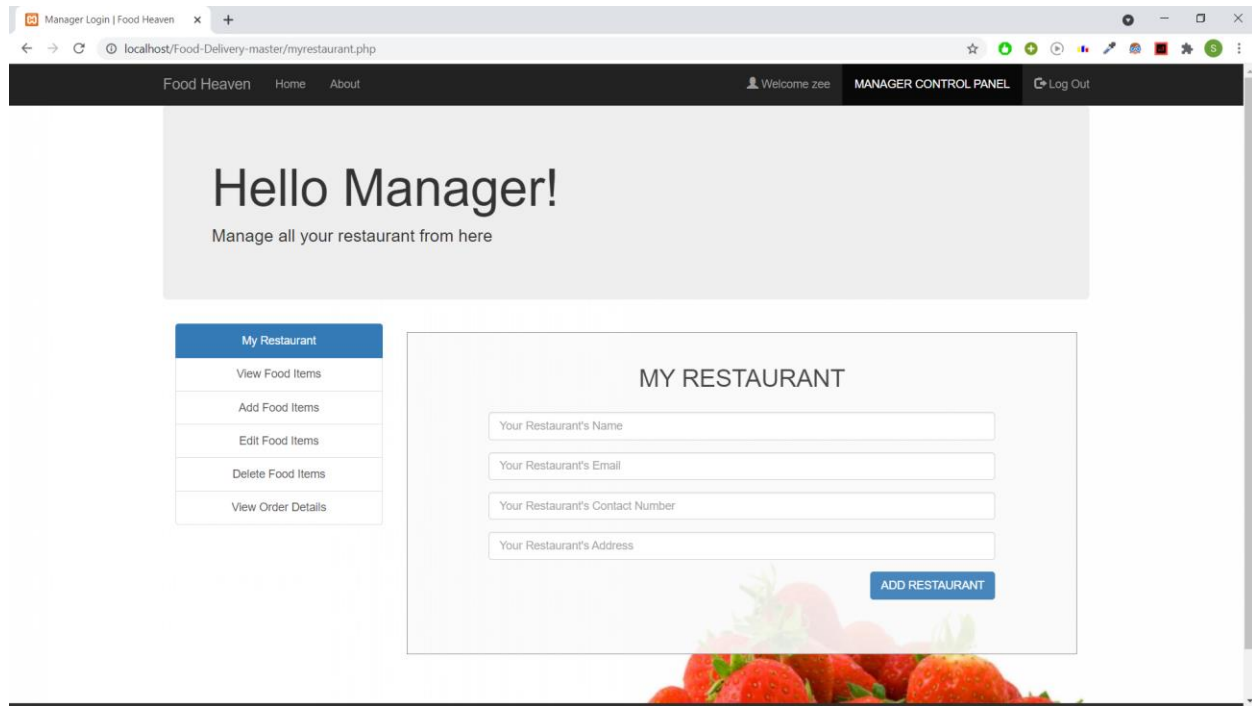 Manager Login | Food Heaven
localhost/Food-Delivery-master/myrestaurant.php
S
Food Heaven Home About Welcome zee MANAGER CONTROL PANEL Log Out
Hello Manager!
Manage all your restaurant from here
My Restaurant
View Food Items
Add Food Items
Edit Food Items
Delete Food Items
View Order Details
MY RESTAURANT
Your Restaurant's Name
Your Restaurant's Email
Your Restaurant's Contact Number
Your Restaurant's Address
ADD RESTAURANT